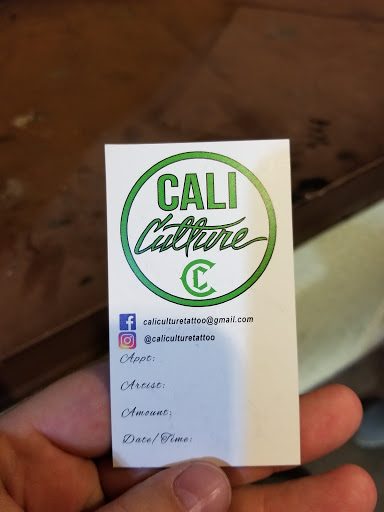 CALI
Culture
CC
caliculturetattoo@gmail.com
@caliculturetattoo
Appt:
Artist:
Amount:
Date/Time: